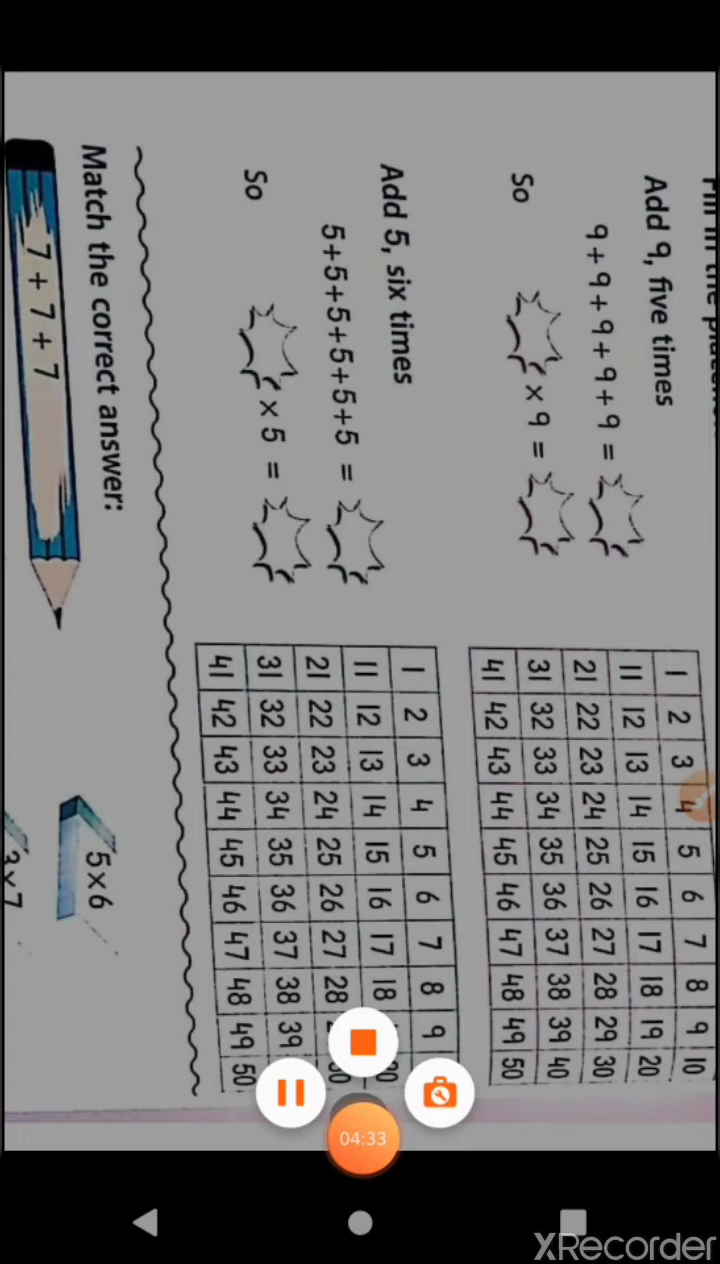 Add 9, five times
9 + 9 + 9 + 9 + 9 =
So × 9 =
1 2 3 4 5 6 7 8 9 10
11 12 13 14 15 16 17 18 19 20
21 22 23 24 25 26 27 28 29 30
31 32 33 34 35 36 37 38 39 40
41 42 43 44 45 46 47 48 49 50
Add 5, six times
5+5+5+5+5+5 =
So × 5 =
1 2 3 4 5 6 7 8 9
11 12 13 14 15 16 17 18
21 22 23 24 25 26 27 28
31 32 33 34 35 36 37 38 39
41 42 43 44 45 46 47 48 49 50
Match the correct answer:
7 + 7 + 7
5×6
3×7
04:33
XRecorder